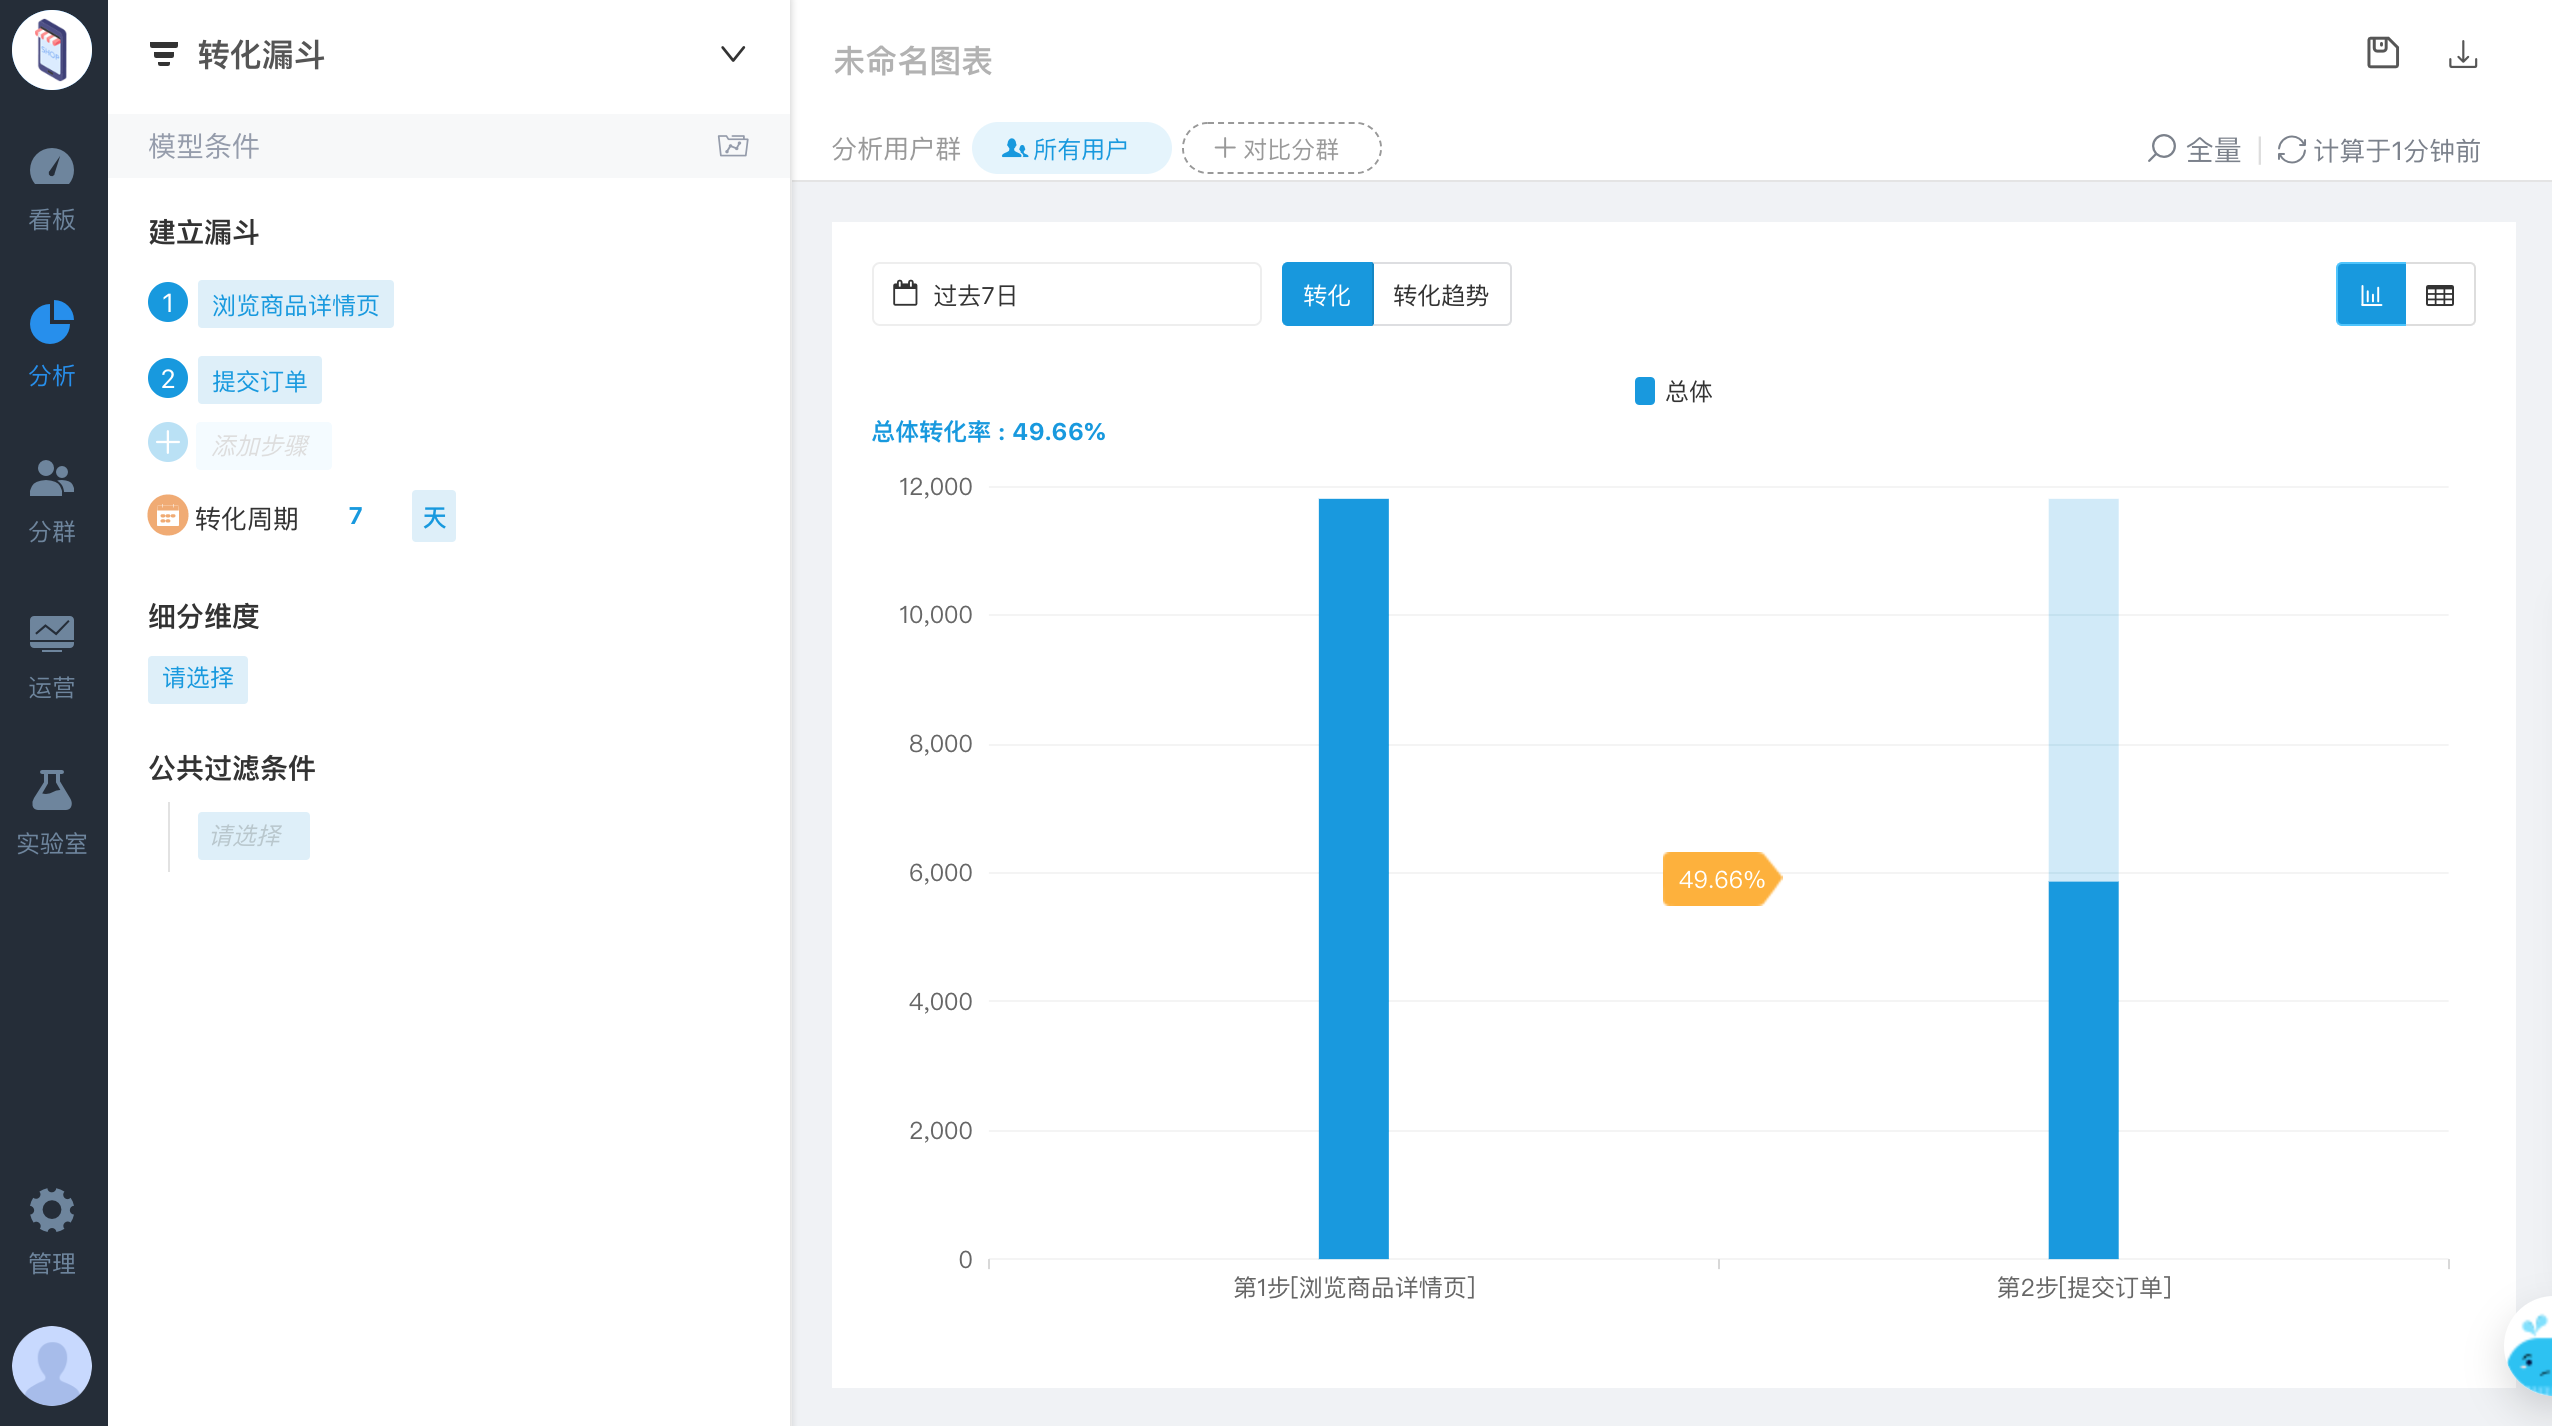 看板
分析
分群
运营
实验室
管理
转化漏斗
模型条件
建立漏斗
1 浏览商品详情页
2 提交订单
添加步骤
转化周期 7 天
细分维度
请选择
公共过滤条件
请选择
未命名图表
分析用户群 所有用户 + 对比分群 全量 | 计算于1分钟前
过去7日 转化 转化趋势
总体
总体转化率 : 49.66%
12,000
10,000
8,000
6,000
4,000
2,000
0
49.66%
第1步[浏览商品详情页] 第2步[提交订单]